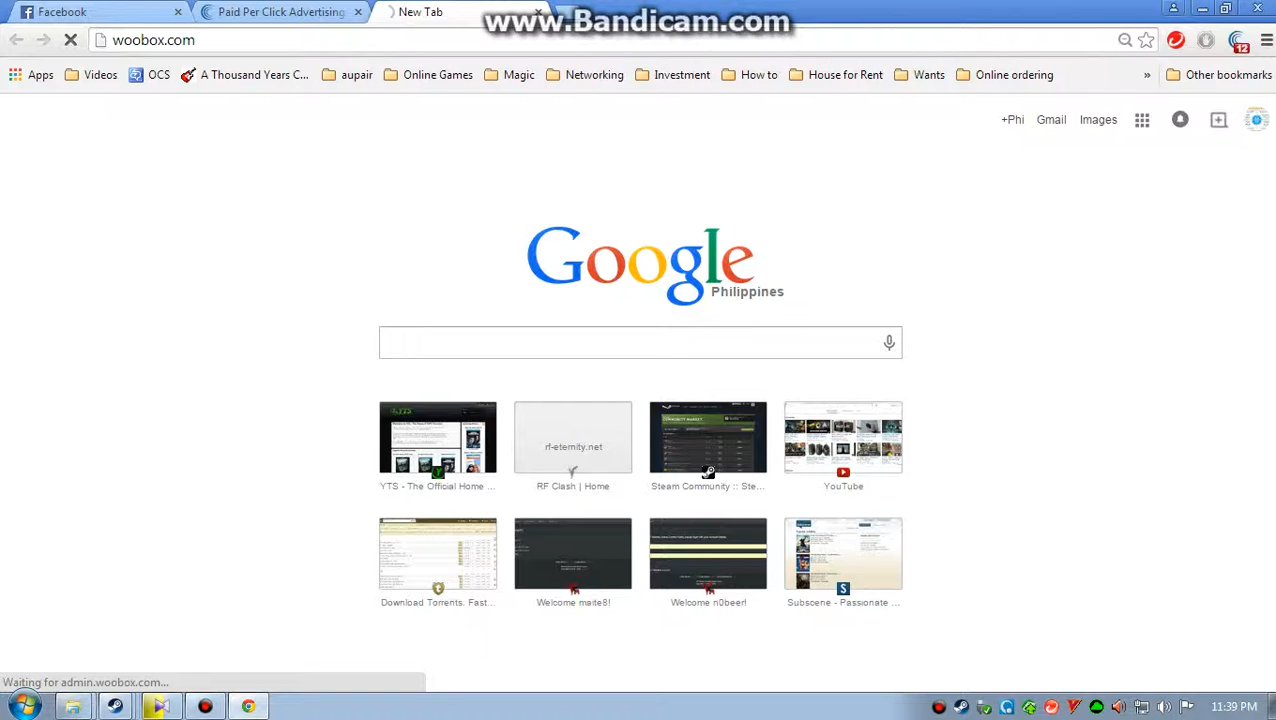 Facebook
Paid Per Click Advertising
New Tab
www.Bandicam.com
woobox.com
12
Apps
Videos
OCS
A Thousand Years C...
aupair
Online Games
Magic
Networking
Investment
How to
House for Rent
Wants
Online ordering
»
Other bookmarks
+Phi
Gmail
Images
Google
Philippines
rf-eternity.net
YTS - The Official Home ...
RF Clash | Home
Steam Community :: Ste...
YouTube
Download Torrents. Fast...
Welcome maite8!
Welcome n0beer!
Subscene - Passionate ...
Waiting for admin.woobox.com...
11:39 PM